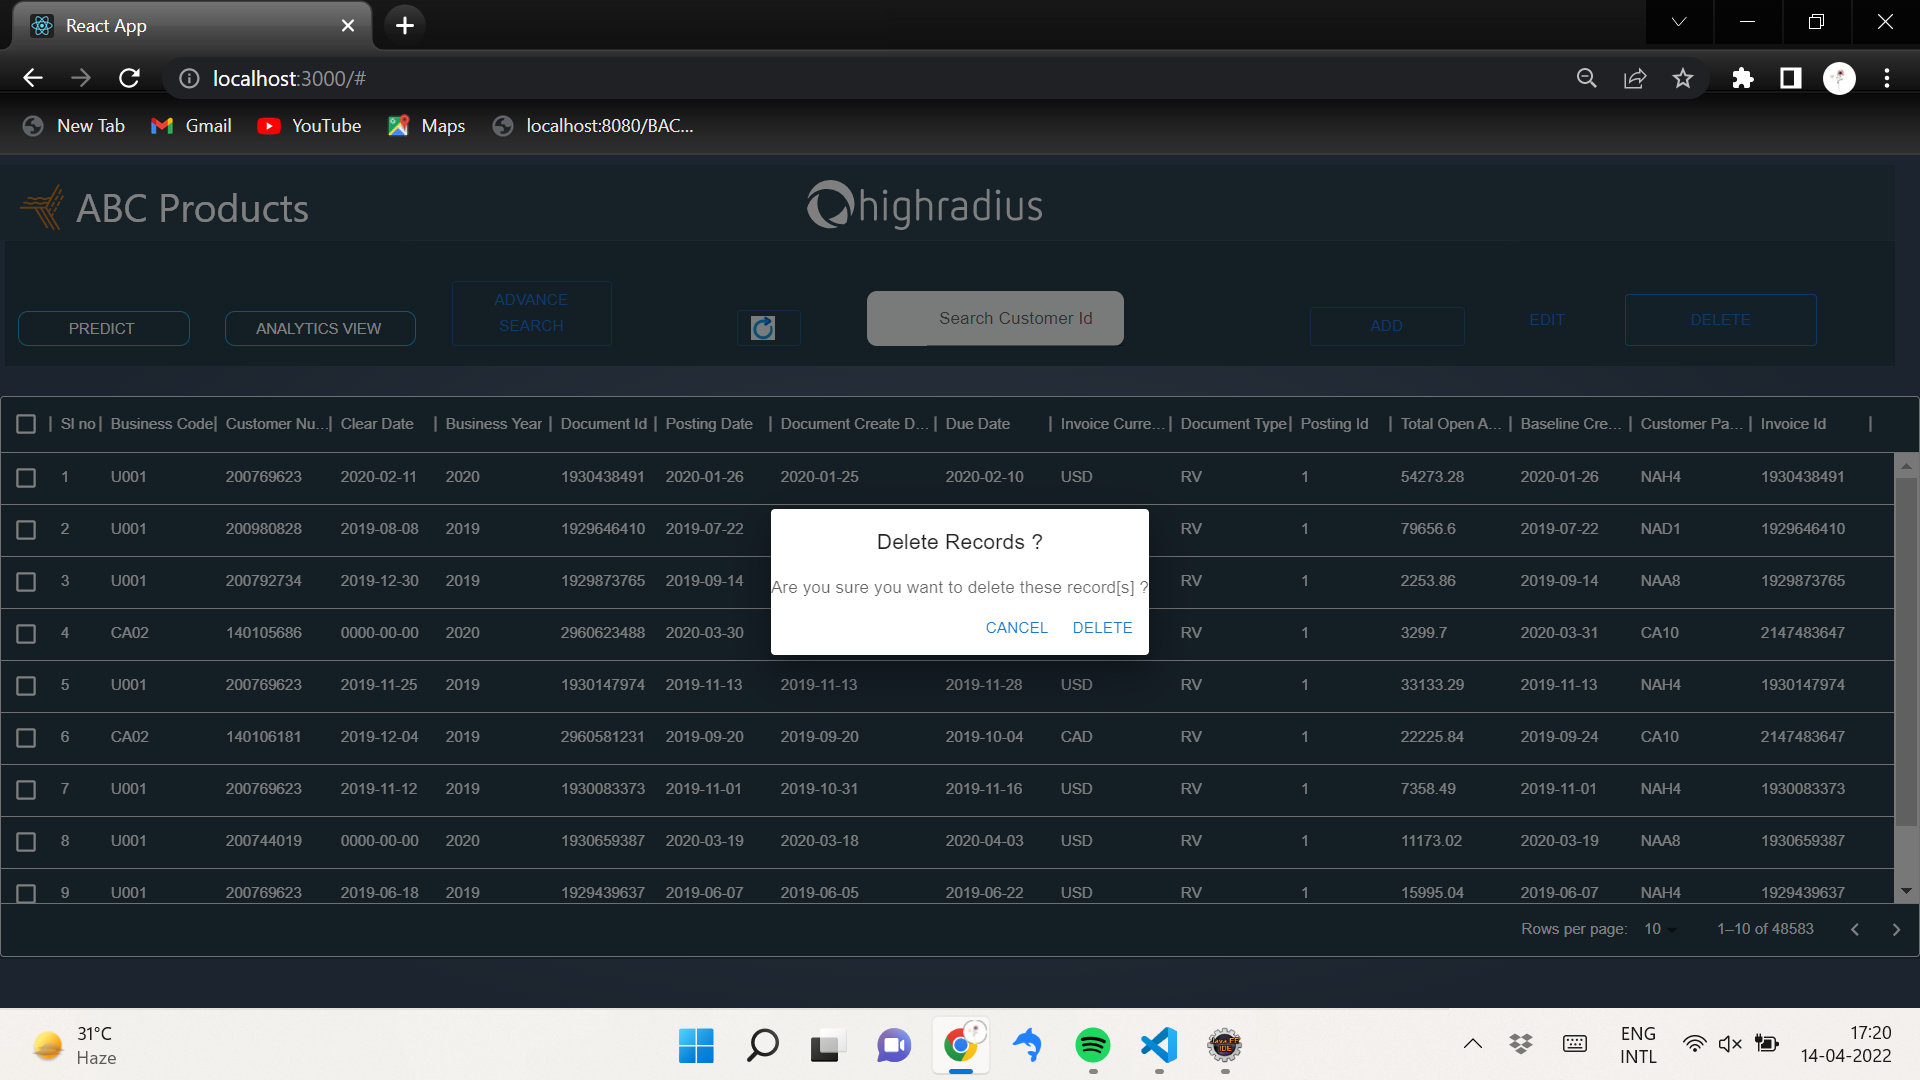 React App
localhost:3000/#
New Tab Gmail YouTube Maps localhost:8080/BAC...
ABC Products highradius
PREDICT ANALYTICS VIEW ADVANCE SEARCH Search Customer Id ADD EDIT DELETE
Sl no Business Code Customer Nu... Clear Date Business Year Document Id Posting Date Document Create D... Due Date Invoice Curre... Document Type Posting Id Total Open A... Baseline Cre... Customer Pa... Invoice Id
1 U001 200769623 2020-02-11 2020 1930438491 2020-01-26 2020-01-25 2020-02-10 USD RV 1 54273.28 2020-01-26 NAH4 1930438491
2 U001 200980828 2019-08-08 2019 1929646410 2019-07-22 RV 1 79656.6 2019-07-22 NAD1 1929646410
3 U001 200792734 2019-12-30 2019 1929873765 2019-09-14 RV 1 2253.86 2019-09-14 NAA8 1929873765
4 CA02 140105686 0000-00-00 2020 2960623488 2020-03-30 RV 1 3299.7 2020-03-31 CA10 2147483647
5 U001 200769623 2019-11-25 2019 1930147974 2019-11-13 2019-11-13 2019-11-28 USD RV 1 33133.29 2019-11-13 NAH4 1930147974
6 CA02 140106181 2019-12-04 2019 2960581231 2019-09-20 2019-09-20 2019-10-04 CAD RV 1 22225.84 2019-09-24 CA10 2147483647
7 U001 200769623 2019-11-12 2019 1930083373 2019-11-01 2019-10-31 2019-11-16 USD RV 1 7358.49 2019-11-01 NAH4 1930083373
8 U001 200744019 0000-00-00 2020 1930659387 2020-03-19 2020-03-18 2020-04-03 USD RV 1 11173.02 2020-03-19 NAA8 1930659387
9 U001 200769623 2019-06-18 2019 1929439637 2019-06-07 2019-06-05 2019-06-22 USD RV 1 15995.04 2019-06-07 NAH4 1929439637
Delete Records ?
Are you sure you want to delete these record[s] ?
CANCEL DELETE
Rows per page: 10 1–10 of 48583
31°C
Haze
ENG
INTL
17:20
14-04-2022